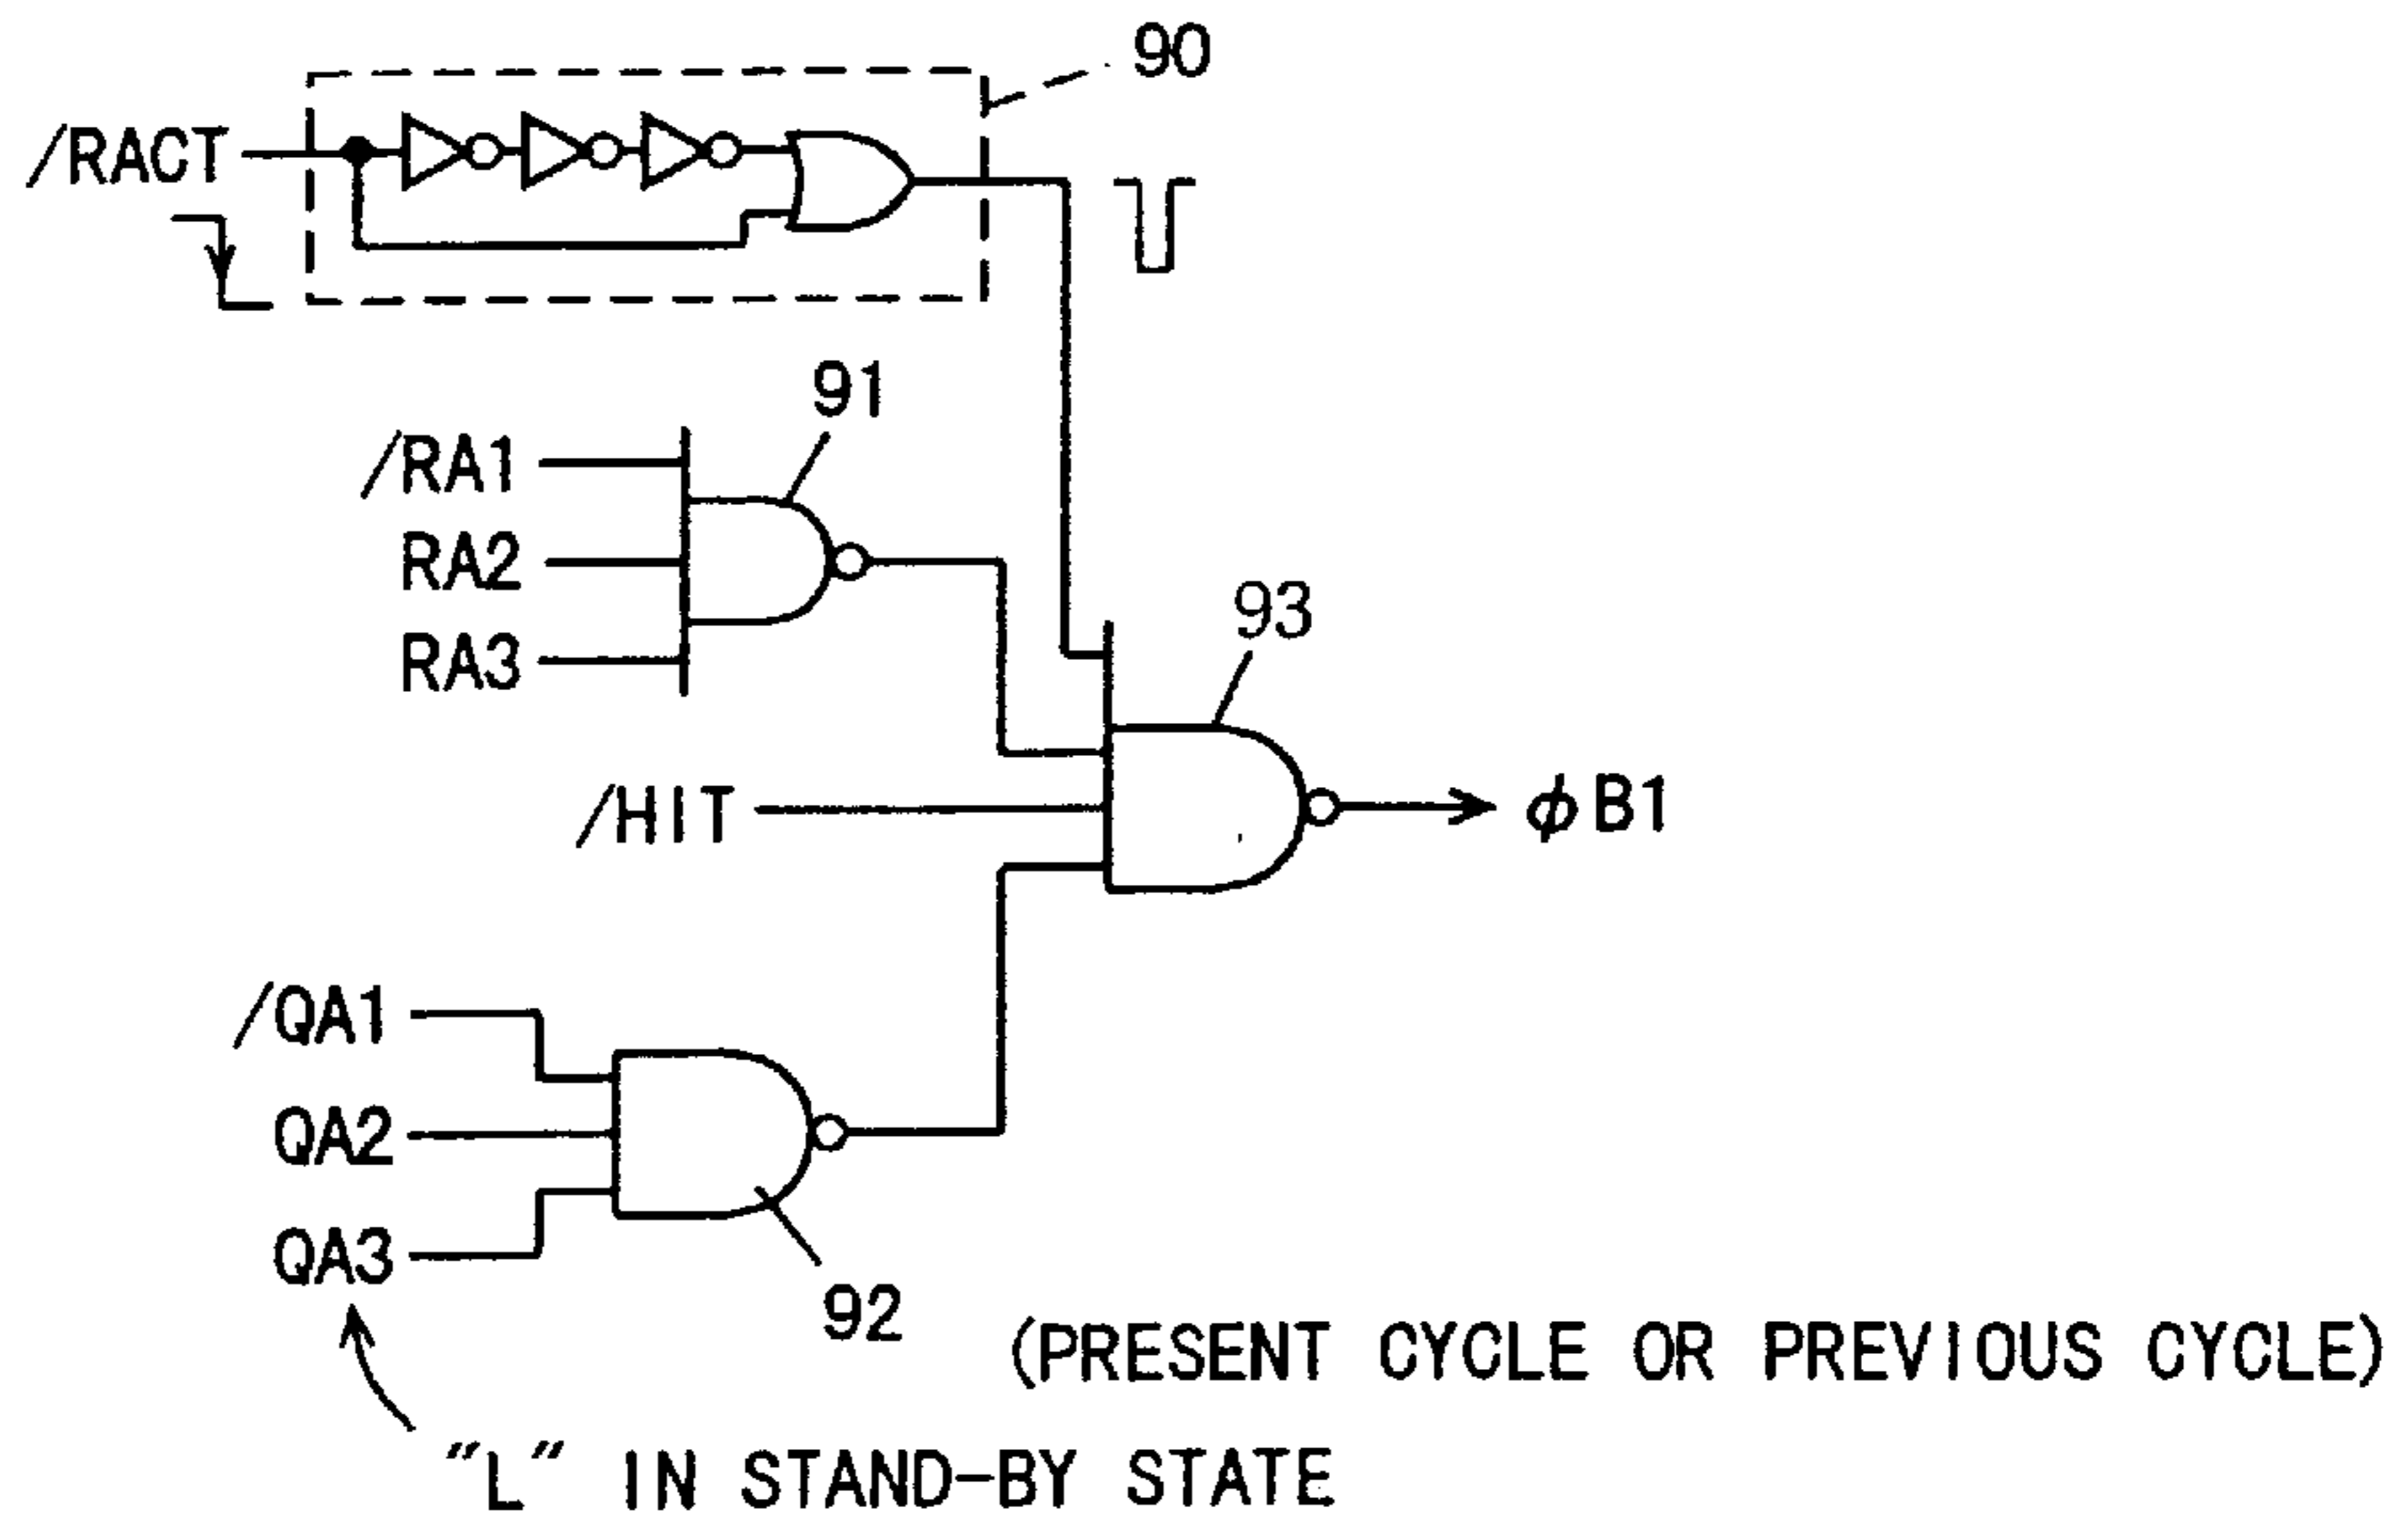 90
/RACT
91
/RA1
RA2
RA3
93
/HIT
φB1
/QA1
QA2
QA3
92
(PRESENT CYCLE OR PREVIOUS CYCLE)
"L" IN STAND-BY STATE